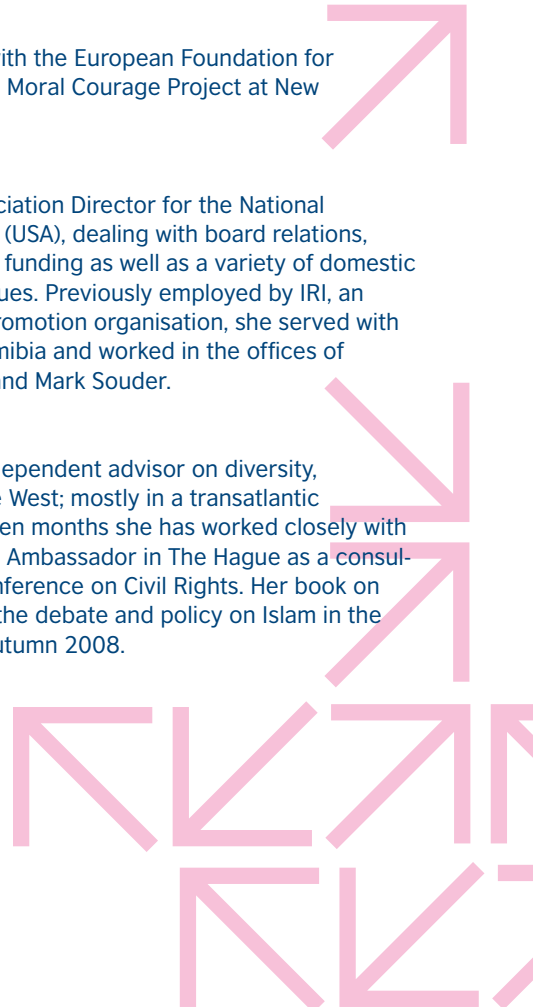 ith the European Foundation for
Moral Courage Project at New
ciation Director for the National
(USA), dealing with board relations,
funding as well as a variety of domestic
ues. Previously employed by IRI, an
romotion organisation, she served with
mibia and worked in the offices of
nd Mark Souder.
dependent advisor on diversity,
West; mostly in a transatlantic
en months she has worked closely with
Ambassador in The Hague as a consul-
nference on Civil Rights. Her book on
the debate and policy on Islam in the
utumn 2008.